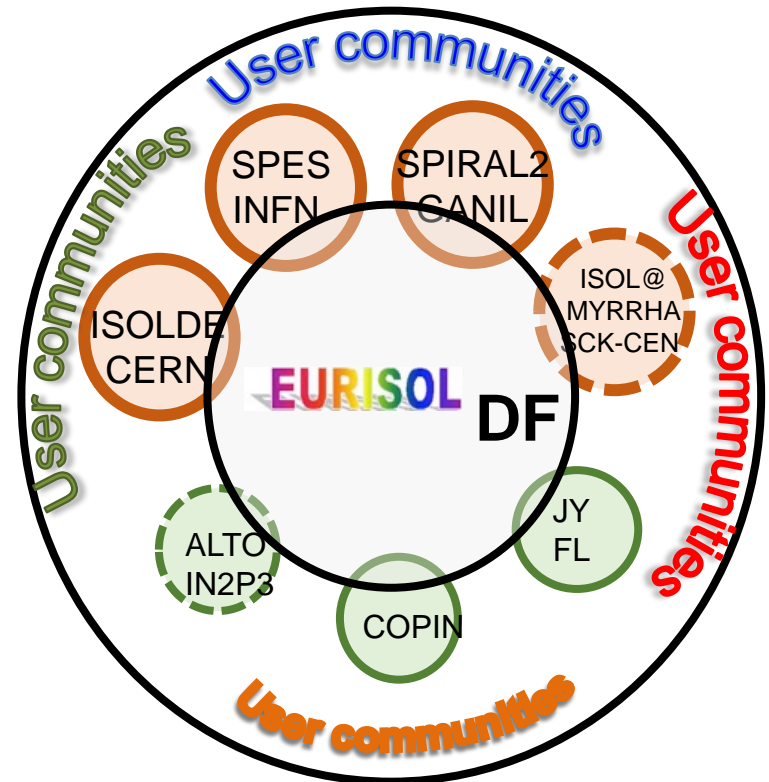 User communities
User communities
SPES
INFN
SPIRAL2
GANIL
User communities
ISOL@
MYRRHA
SCK-CEN
ISOLDE
CERN
EURISOL
DF
JY
FL
ALTO
IN2P3
COPIN
User communities